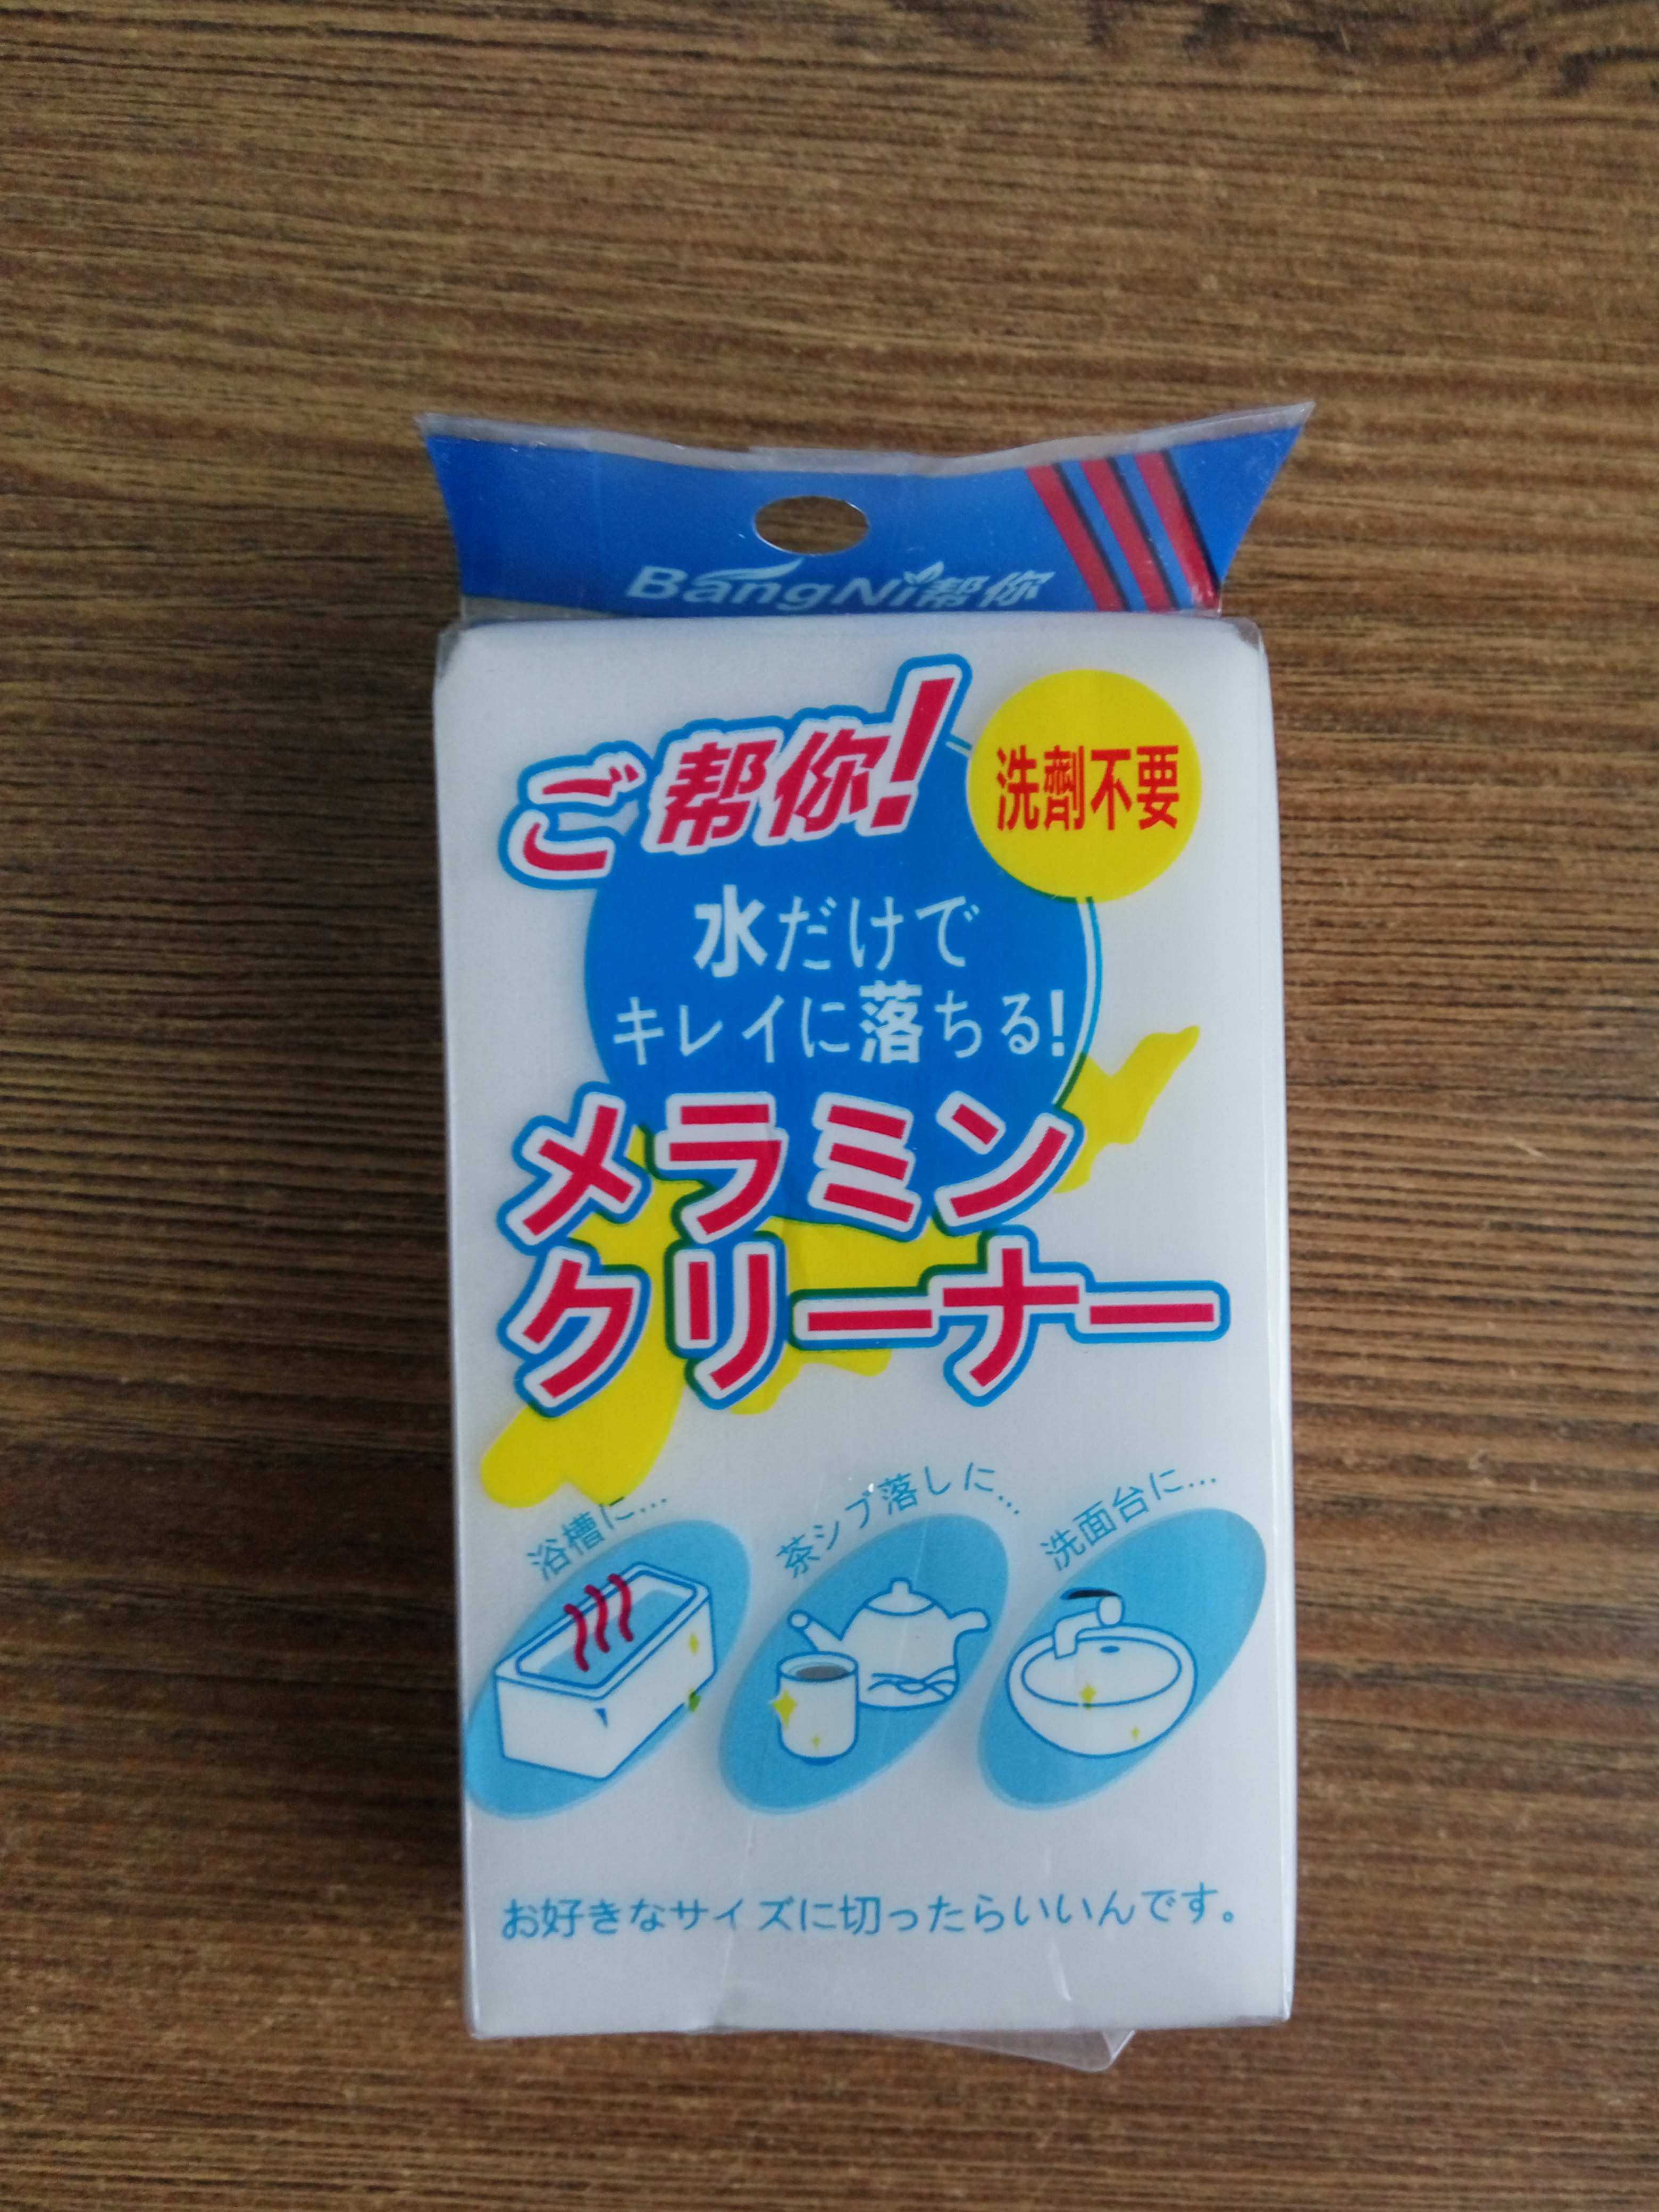 BangNi帮你
ご帮你!
洗劑不要
水だけで
キレイに落ちる!
メラミン
クリーナー
浴槽に...
茶シブ落しに...
洗面台に...
お好きなサイズに切ったらいいんです。